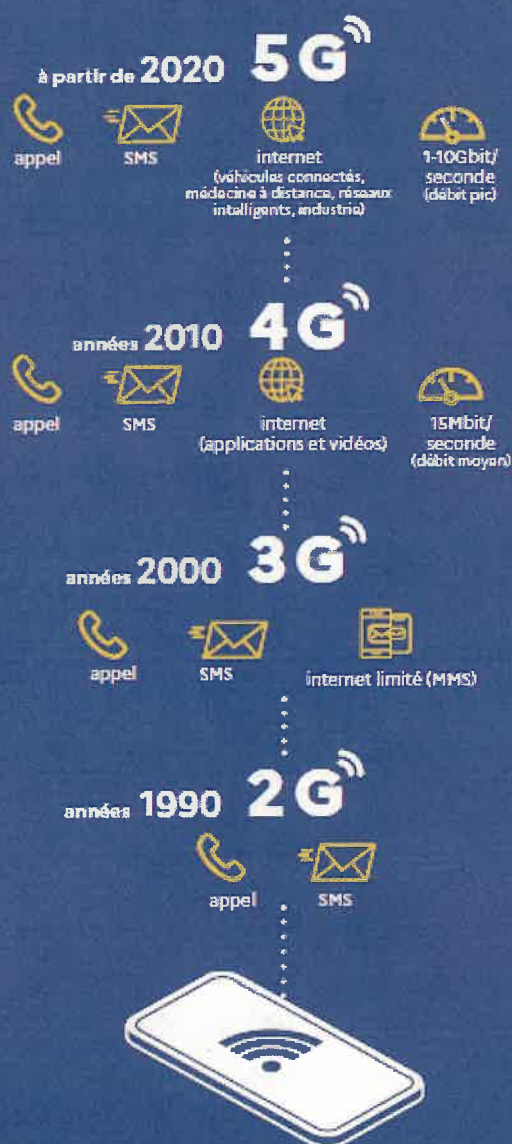 à partir de 2020 5G
appel
SMS
internet
(véhicules connectés,
médecine à distance, réseaux
intelligents, industrie)
1-10Gbit/
seconde
(débit pic)
années 2010 4G
appel
SMS
internet
(applications et vidéos)
15Mbit/
seconde
(débit moyen)
années 2000 3G
appel
SMS
internet limité (MMS)
années 1990 2G
appel
SMS